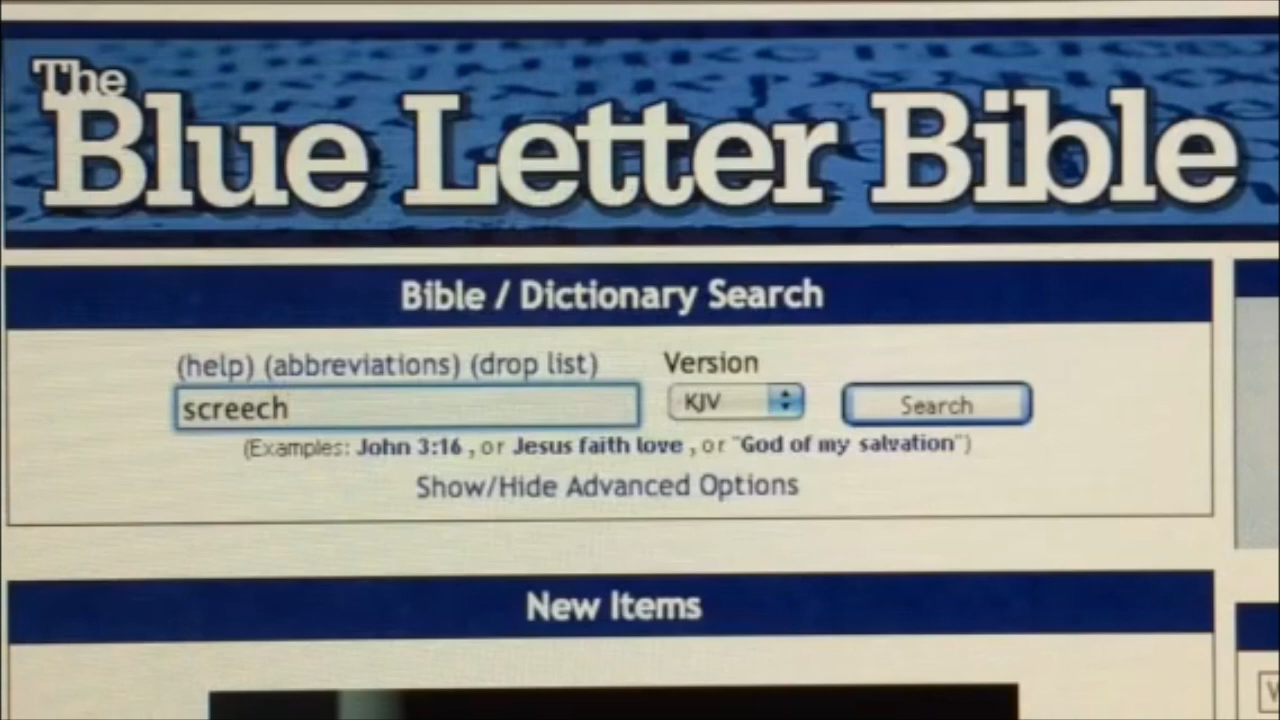 The
Blue Letter Bible
Bible / Dictionary Search
(help) (abbreviations) (drop list) Version
screech KJV Search
(Examples: John 3:16 , or Jesus faith love , or "God of my salvation")
Show/Hide Advanced Options
New Items